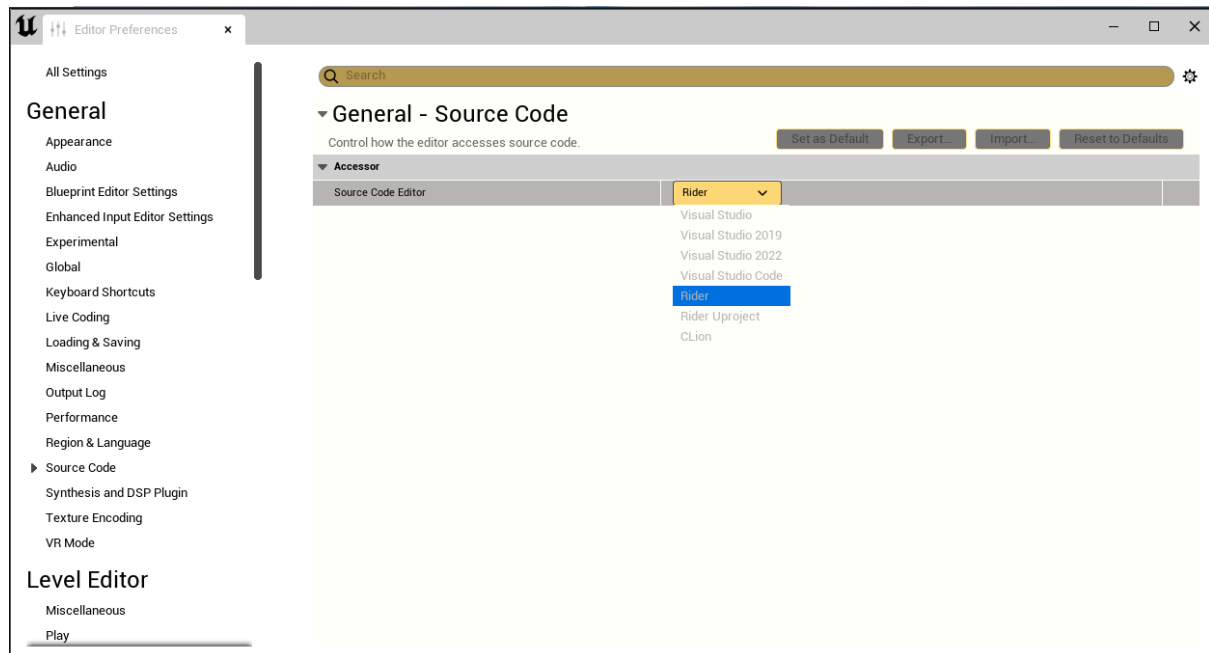 Editor Preferences
All Settings
General
Appearance
Audio
Blueprint Editor Settings
Enhanced Input Editor Settings
Experimental
Global
Keyboard Shortcuts
Live Coding
Loading & Saving
Miscellaneous
Output Log
Performance
Region & Language
Source Code
Synthesis and DSP Plugin
Texture Encoding
VR Mode
Level Editor
Miscellaneous
Play
Search
General - Source Code
Control how the editor accesses source code.
Set as Default Export... Import... Reset to Defaults
Accessor
Source Code Editor Rider
Visual Studio
Visual Studio 2019
Visual Studio 2022
Visual Studio Code
Rider
Rider Uproject
CLion